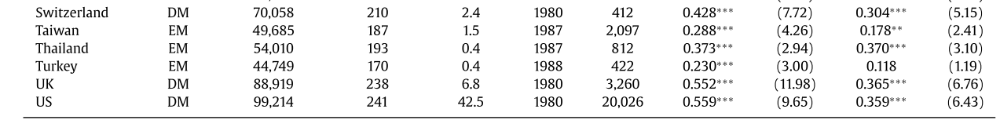 Switzerland DM 70,058 210 2.4 1980 412 0.428*** (7.72) 0.304*** (5.15)
Taiwan EM 49,685 187 1.5 1987 2,097 0.288*** (4.26) 0.178** (2.41)
Thailand EM 54,010 193 0.4 1987 812 0.373*** (2.94) 0.370*** (3.10)
Turkey EM 44,749 170 0.4 1988 422 0.230*** (3.00) 0.118 (1.19)
UK DM 88,919 238 6.8 1980 3,260 0.552*** (11.98) 0.365*** (6.76)
US DM 99,214 241 42.5 1980 20,026 0.559*** (9.65) 0.359*** (6.43)